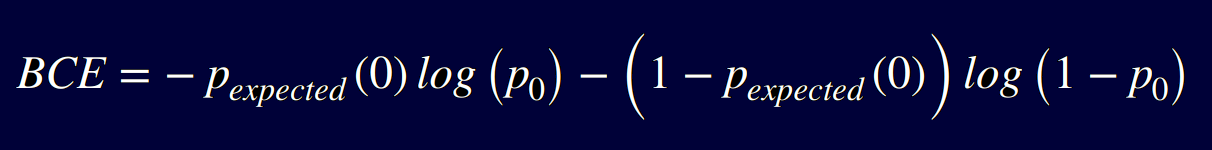 BCE = − p_expected (0) log (p_0) − (1 − p_expected (0)) log (1 − p_0)